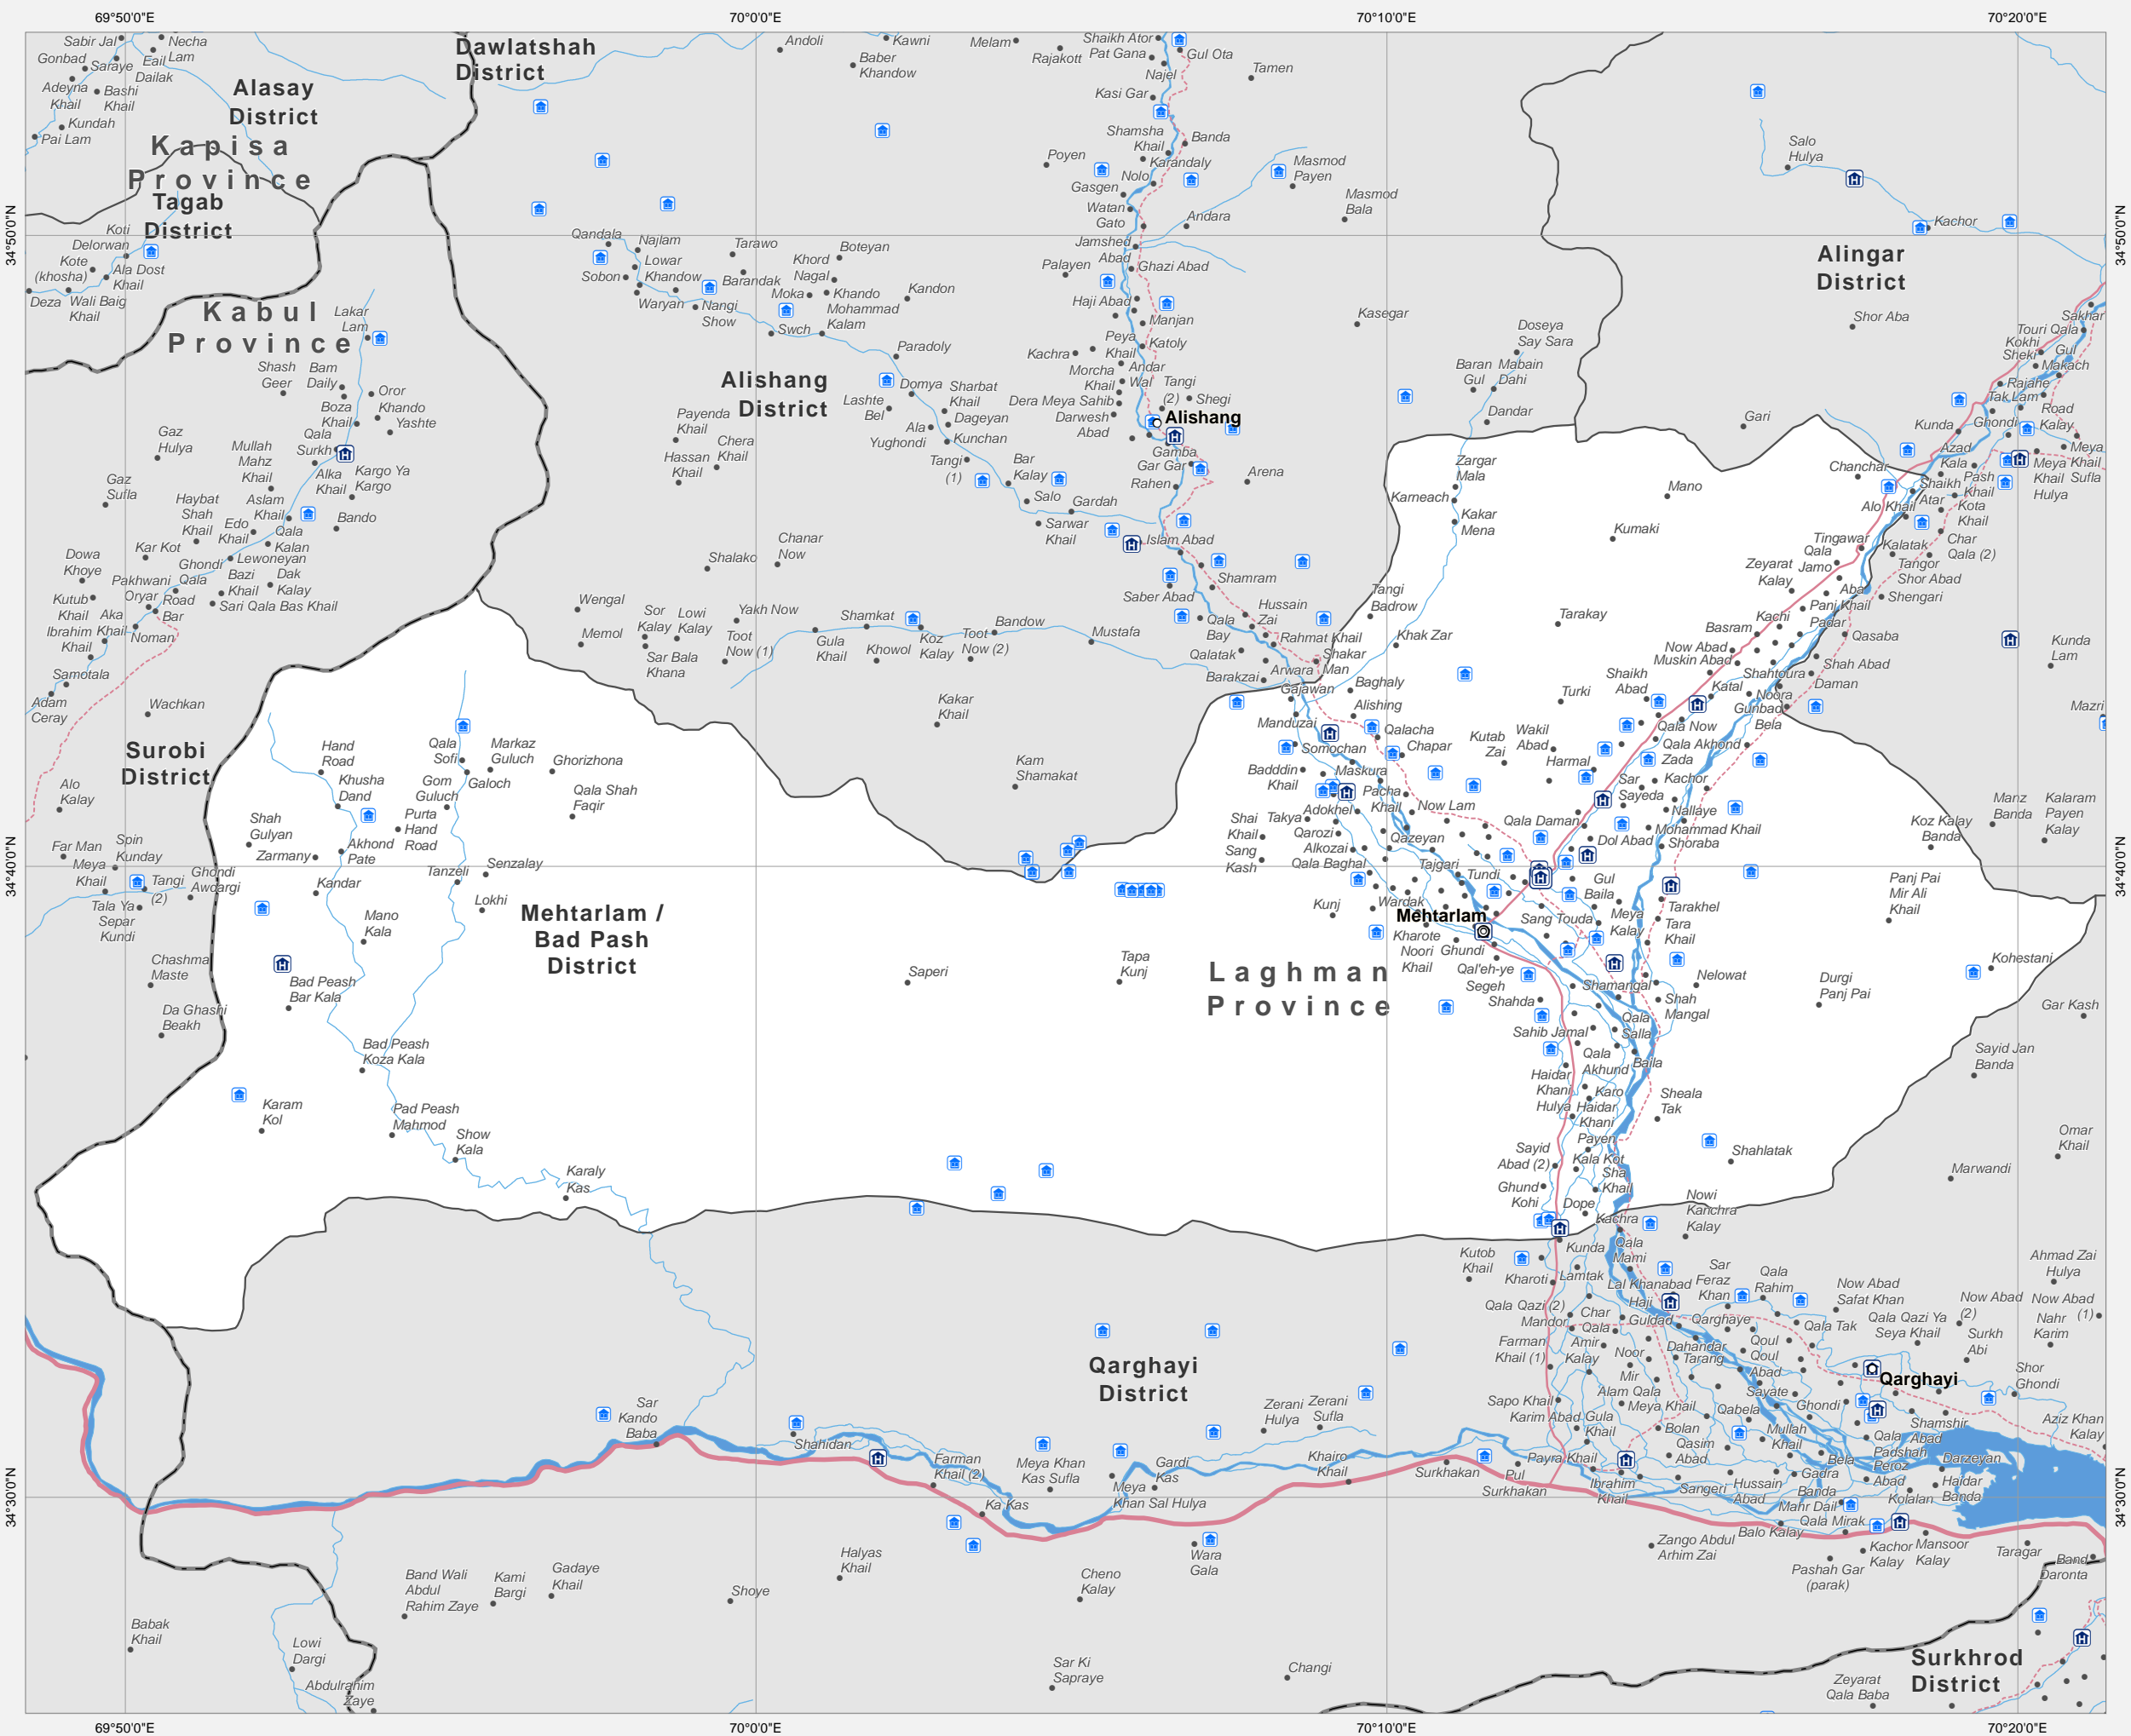 69°50'0"E
70°0'0"E
70°10'0"E
70°20'0"E
34°50'0"N
34°40'0"N
34°30'0"N
34°50'0"N
34°40'0"N
34°30'0"N
Sabir Jal
Necha
Lam
Gonbad
Saraye
Eail
Dailak
Adeyna
Khail
Bashi
Khail
Kundah
Pai Lam
Alasay
District
Kapisa
Province
Tagab
District
Koti
Delorwan
Kote
(khosha)
Ala Dost
Khail
Deza
Wali Baig
Khail
Kabul
Province
Dawlatshah
District
Andoli
Kawni
Baber
Khandow
Melam
Rajakott
Shaikh Ator
Pat Gana
Gul Ota
Najel
Tamen
Kasi Gar
Shamsha
Khail
Banda
Karandaly
Poyen
Nolo
Gasgen
Masmod
Payen
Masmod
Bala
Watan
Gato
Andara
Jamshed
Abad
Palayen
Ghazi Abad
Haji Abad
Manjan
Peya
Khail
Katoly
Kachra
Morcha
Khail
Andar
Wal
Tangi
(2)
Shegi
Dera Meya Sahib
Darwesh
Abad
Alishang
Gamba
Gar Gar
Rahen
Arena
Kasegar
Qandala
Najlam
Tarawo
Boteyan
Lowar
Khandow
Sobon
Waryan
Nangi
Show
Barandak
Khord
Nagal
Moka
Khando
Mohammad
Kalam
Kandon
Swch
Paradoly
Alishang
District
Domya
Lashte
Bel
Sharbat
Khail
Dageyan
Ala
Yughondi
Kunchan
Tangi
(1)
Bar
Kalay
Salo
Gardah
Sarwar
Khail
Payenda
Khail
Chera
Khail
Hassan
Khail
Shalako
Chanar
Now
Islam Abad
Shamram
Saber Abad
Hussain
Zai
Qala
Bay
Rahmat Khail
Qalatak
Shakar
Man
Arwara
Barakzai
Gajawan
Wengal
Memol
Sor
Kalay
Lowi
Kalay
Yakh Now
Toot
Now (1)
Sar Bala
Khana
Shamkat
Gula
Khail
Khowol
Koz
Kalay
Toot
Now (2)
Bandow
Mustafa
Kakar
Khail
Kam
Shamakat
Lakar
Lam
Shash
Geer
Bam
Daily
Oror
Boza
Khail
Khando
Yashte
Gaz
Hulya
Mullah
Mahz
Khail
Qala
Surkh
Alka
Khail
Kargo Ya
Kargo
Gaz
Sufla
Haybat
Shah
Khail
Aslam
Khail
Edo
Khail
Qala
Kalan
Bando
Dowa
Khoye
Kar Kot
Ghondi
Qala
Lewoneyan
Pakhwani
Bazi
Khail
Dak
Kalay
Kutub
Khail
Oryar
Road
Bar
Sari Qala Bas Khail
Aka
Khail
Noman
Ibrahim
Khail
Samotala
Adam
Ceray
Wachkan
Surobi
District
Alo
Kalay
Far Man
Spin
Kunday
Meya
Khail
Tangi
(2)
Ghondi
Awdargi
Tala Ya
Separ
Kundi
Chashma
Maste
Da Ghashi
Beakh
Hand
Road
Qala
Sofi
Markaz
Guluch
Ghorizhona
Khusha
Dand
Gom
Guluch
Galoch
Qala Shah
Faqir
Shah
Gulyan
Purta
Hand
Road
Zarmany
Akhond
Pate
Kandar
Tanzeli
Senzalay
Lokhi
Mano
Kala
Mehtarlam /
Bad Pash
District
Bad Peash
Bar Kala
Bad Peash
Koza Kala
Karam
Kol
Pad Peash
Mahmod
Show
Kala
Karaly
Kas
Saperi
Tapa
Kunj
Laghman
Province
Alingar
District
Salo
Hulya
Kachor
Shor Aba
Sakhar
Touri Qala
Kokhi
Sheki
Gul
Makach
Rajahe
Tak Lam
Road
Kalay
Gari
Kunda
Ghondi
Azad
Kala
Meya
Khail
Sufla
Chanchar
Shaikh
Atar
Pash
Khail
Meya
Khail
Hulya
Alo Khail
Kota
Khail
Char
Qala (2)
Tingawar
Kalatak
Tangor
Shor Abad
Shengari
Doseya
Say Sara
Baran
Gul
Mabain
Dahi
Dandar
Zargar
Mala
Karneach
Kakar
Mena
Mano
Kumaki
Tarakay
Turki
Qala
Jamo
Zeyarat
Kalay
Aba
Panj Khail
Kachi
Padar
Basram
Qasaba
Now Abad
Muskin Abad
Shahtoura
Shah Abad
Noora
Daman
Shaikh
Abad
Katal
Gunbad
Bela
Qala Now
Qala Akhond
Zada
Kunda
Lam
Mazri
Tangi
Badrow
Khak Zar
Baghaly
Alishing
Manduzai
Qalacha
Somochan
Chapar
Kutab
Zai
Wakil
Abad
Harmal
Sar
Sayeda
Kachor
Nallaye
Badddin
Khail
Maskura
Pacha
Khail
Adokhel
Now Lam
Shai
Khail
Takya
Qarozi
Qazeyan
Qala Daman
Mohammad Khail
Dol Abad
Shoraba
Sang
Kash
Alkozai
Qala Baghal
Tajgari
Tundi
Gul
Baila
Kunj
Wardak
Mehtarlam
Sang Touda
Meya
Kalay
Tarakhel
Tara
Khail
Kharote
Noori
Khail
Ghundi
Qal'eh-ye
Segeh
Shamangal
Nelowat
Shahda
Shah
Mangal
Sahib Jamal
Qala
Salla
Qala
Akhund
Baila
Haidar
Khani
Hulya
Karo
Haidar
Khani
Payen
Sheala
Tak
Sayid
Abad (2)
Kala Kot
Sha
Khail
Shahlatak
Ghund
Kohi
Dope
Kachra
Nowi
Kanchra
Kalay
Koz Kalay
Banda
Manz
Banda
Kalaram
Payen
Kalay
Panj Pai
Mir Ali
Khail
Durgi
Panj Pai
Kohestani
Gar Kash
Sayid Jan
Banda
Omar
Khail
Marwandi
Kutob
Khail
Kunda
Qala
Mami
Kharoti
Lamtak
Lal Khanabad
Sar
Feraz
Khan
Qala
Rahim
Now Abad
Safat Khan
Ahmad Zai
Hulya
Now Abad
(2)
Now Abad
(1)
Qala Qazi (2)
Mandor
Char
Qala
Haji
Guldad
Qarghaye
Qala Tak
Qala Qazi Ya
Seya Khail
Surkh
Abi
Nahr
Karim
Farman
Khail (1)
Amir
Kalay
Noor
Dahandar
Tarang
Qoul
Qoul
Abad
Mir
Alam Qala
Sayate
Qarghayi
Shor
Ghondi
Sapo Khail
Karim Abad
Gula
Khail
Meya Khail
Qabela
Ghondi
Shamshir
Abad
Aziz Khan
Kalay
Bolan
Mullah
Khail
Qala
Padshah
Qasim
Abad
Bela
Peroz
Abad
Darzeyan
Payra Khail
Gadra
Haidar
Banda
Hussain
Abad
Banda
Kolalan
Ibrahim
Khail
Sangeri
Mahr Dail
Qala Mirak
Balo Kalay
Zango Abdul
Arhim Zai
Kachor
Kalay
Mansoor
Kalay
Pashah Gar
(parak)
Taragar
Band
Daronta
Surkhrod
District
Zeyarat
Qala Baba
Qarghayi
District
Sar
Kando
Baba
Shahidan
Farman
Khail (2)
Ka Kas
Meya Khan
Kas Sufla
Gardi
Kas
Meya
Khan Sal Hulya
Zerani
Hulya
Zerani
Sufla
Khairo
Khail
Surkhakan
Pul
Surkhakan
Wara
Gala
Cheno
Kalay
Halyas
Khail
Shoye
Gadaye
Khail
Kami
Bargi
Band Wali
Abdul
Rahim Zaye
Babak
Khail
Lowi
Dargi
Abdulrahim
Zaye
Sar Ki
Sapraye
Changi
69°50'0"E
70°0'0"E
70°10'0"E
70°20'0"E